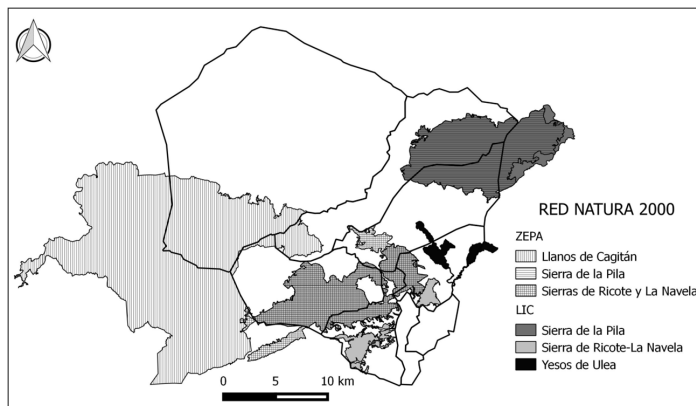 RED NATURA 2000
ZEPA
Llanos de Cagitán
Sierra de la Pila
Sierras de Ricote y La Navela
LIC
Sierra de la Pila
Sierra de Ricote-La Navela
Yesos de Ulea
0 5 10 km